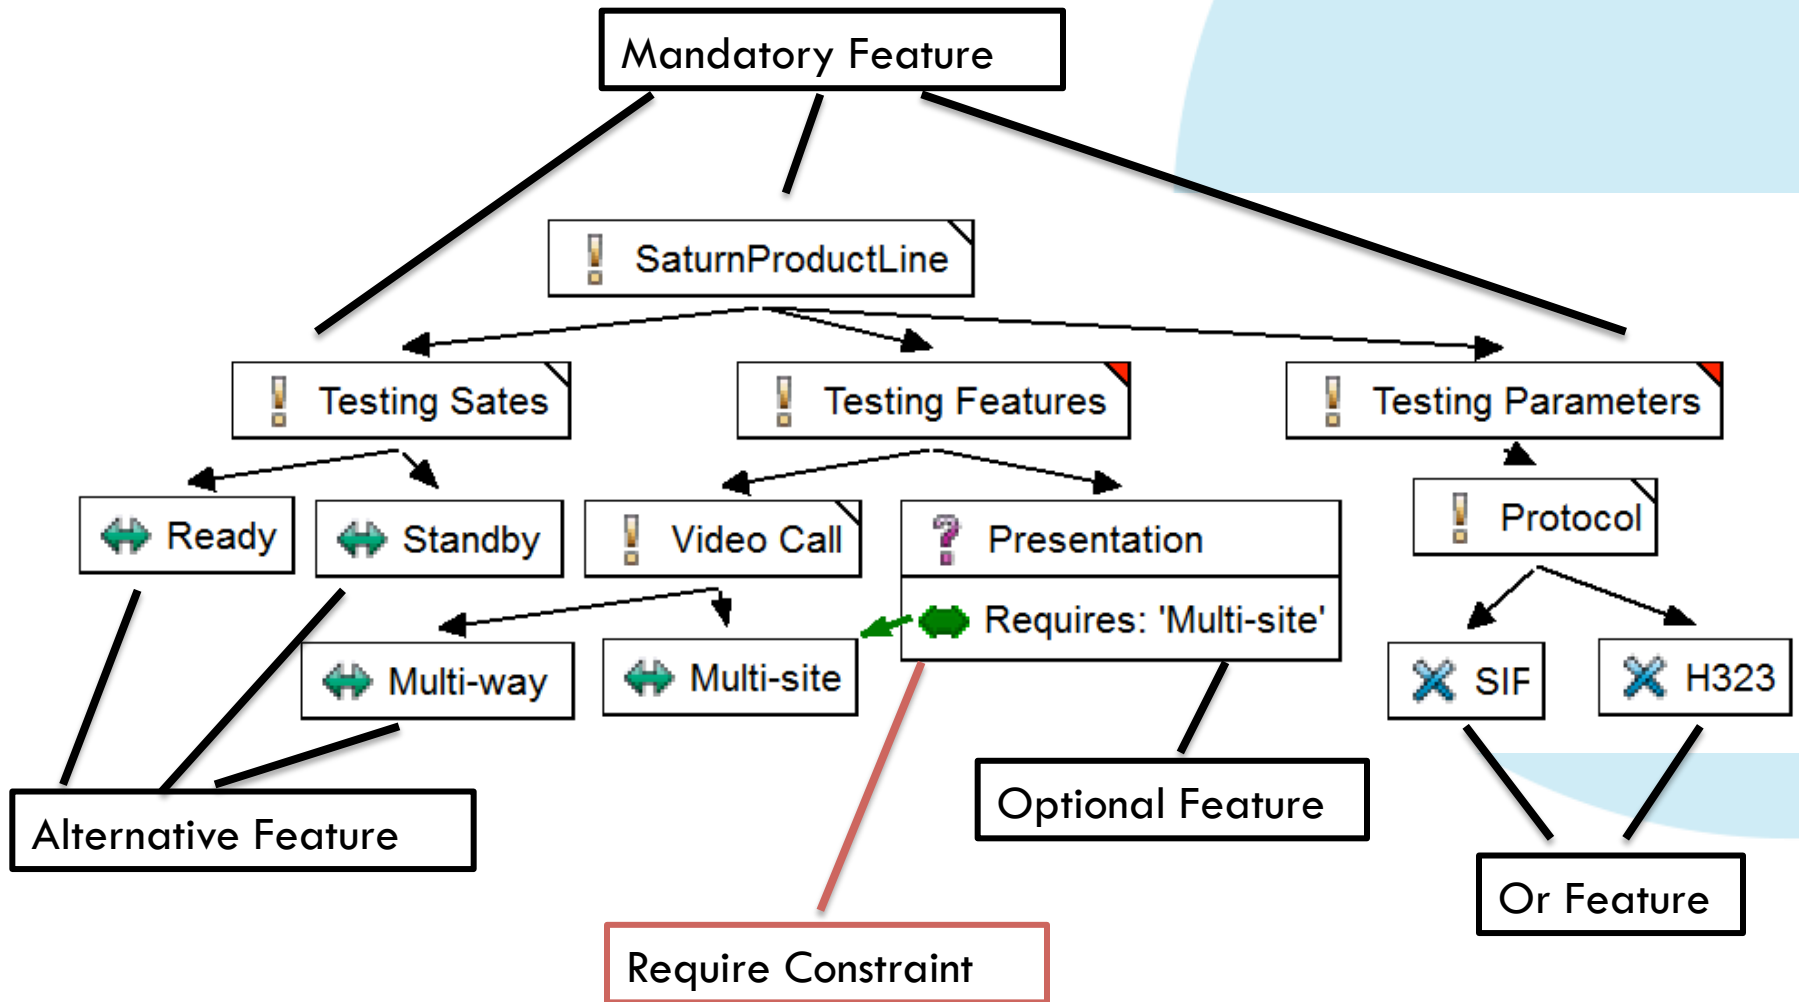 Mandatory Feature
SaturnProductLine
Testing Sates
Testing Features
Testing Parameters
Ready
Standby
Video Call
Presentation
Protocol
Requires: 'Multi-site'
Multi-way
Multi-site
SIF
H323
Alternative Feature
Optional Feature
Or Feature
Require Constraint